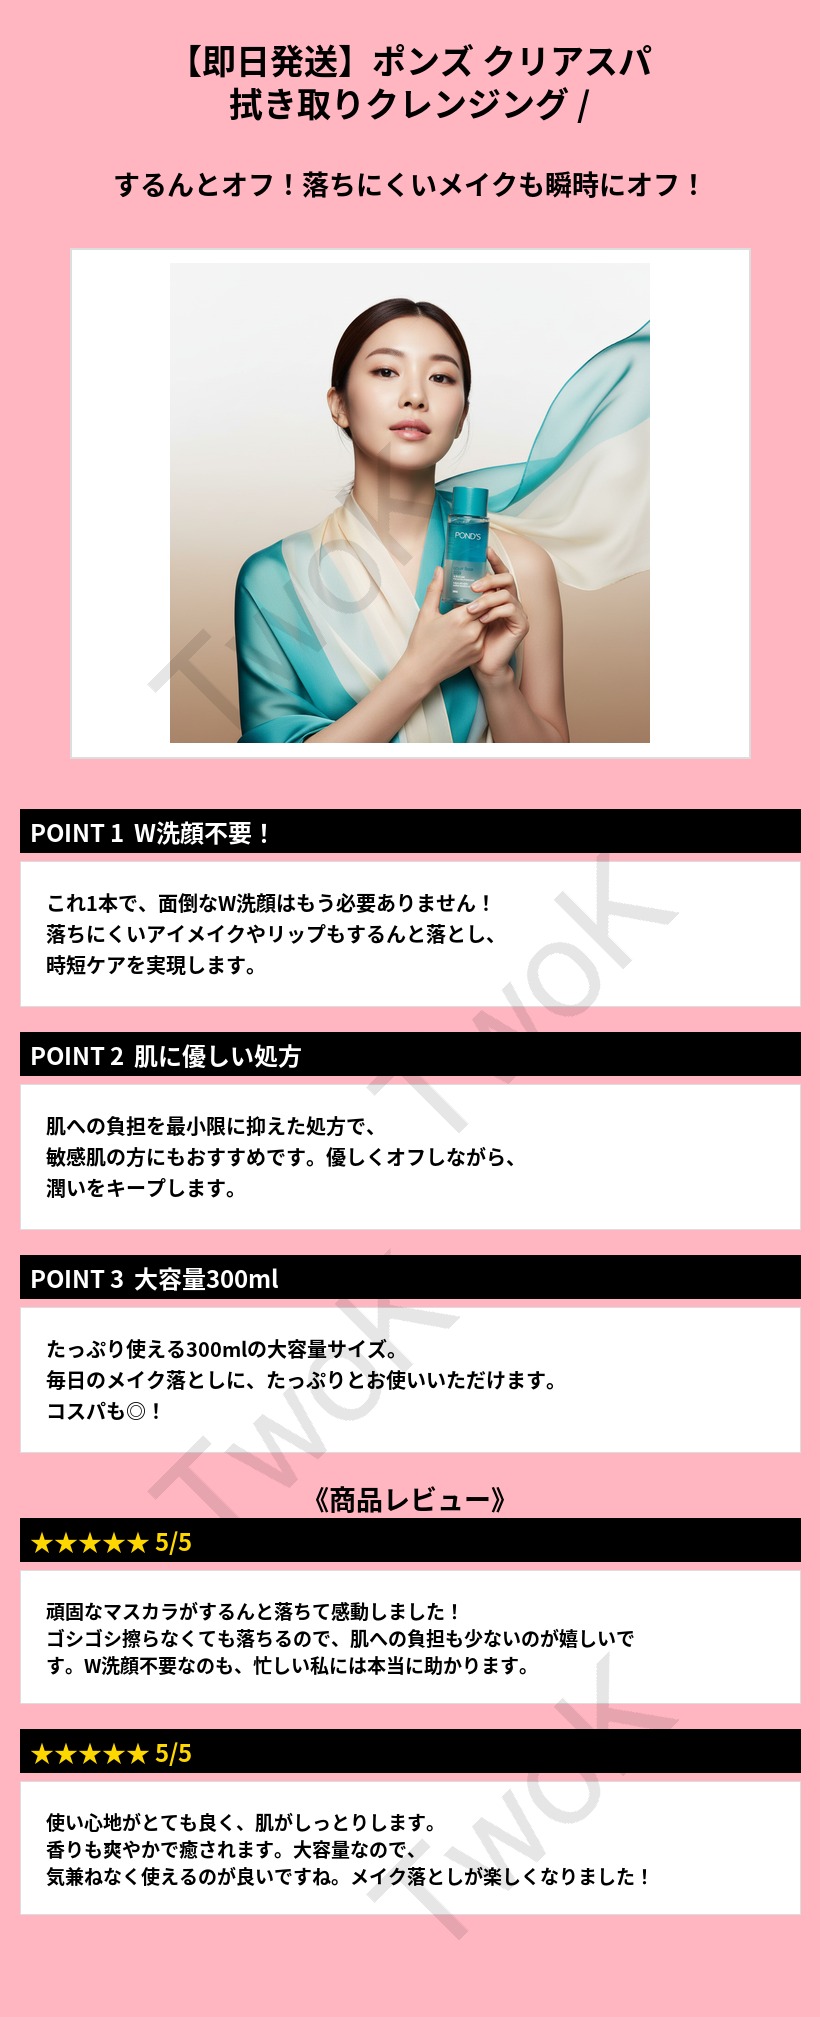 【即日発送】ポンズ クリアスパ
拭き取りクレンジング /
するんとオフ！落ちにくいメイクも瞬時にオフ！
POND'S
TwoK
POINT 1 W洗顔不要！
これ1本で、面倒なW洗顔はもう必要ありません！
落ちにくいアイメイクやリップもするんと落とし、
時短ケアを実現します。
TwoK
POINT 2 肌に優しい処方
肌への負担を最小限に抑えた処方で、
敏感肌の方にもおすすめです。優しくオフしながら、
潤いをキープします。
POINT 3 大容量300ml
たっぷり使える300mlの大容量サイズ。
毎日のメイク落としに、たっぷりとお使いいただけます。
コスパも◎！
TwoK
《商品レビュー》
★★★★★ 5/5
頑固なマスカラがするんと落ちて感動しました！
ゴシゴシ擦らなくても落ちるので、肌への負担も少ないのが嬉しいで
す。W洗顔不要なのも、忙しい私には本当に助かります。
★★★★★ 5/5
使い心地がとても良く、肌がしっとりします。
香りも爽やかで癒されます。大容量なので、
気兼ねなく使えるのが良いですね。メイク落としが楽しくなりました！
TwoK